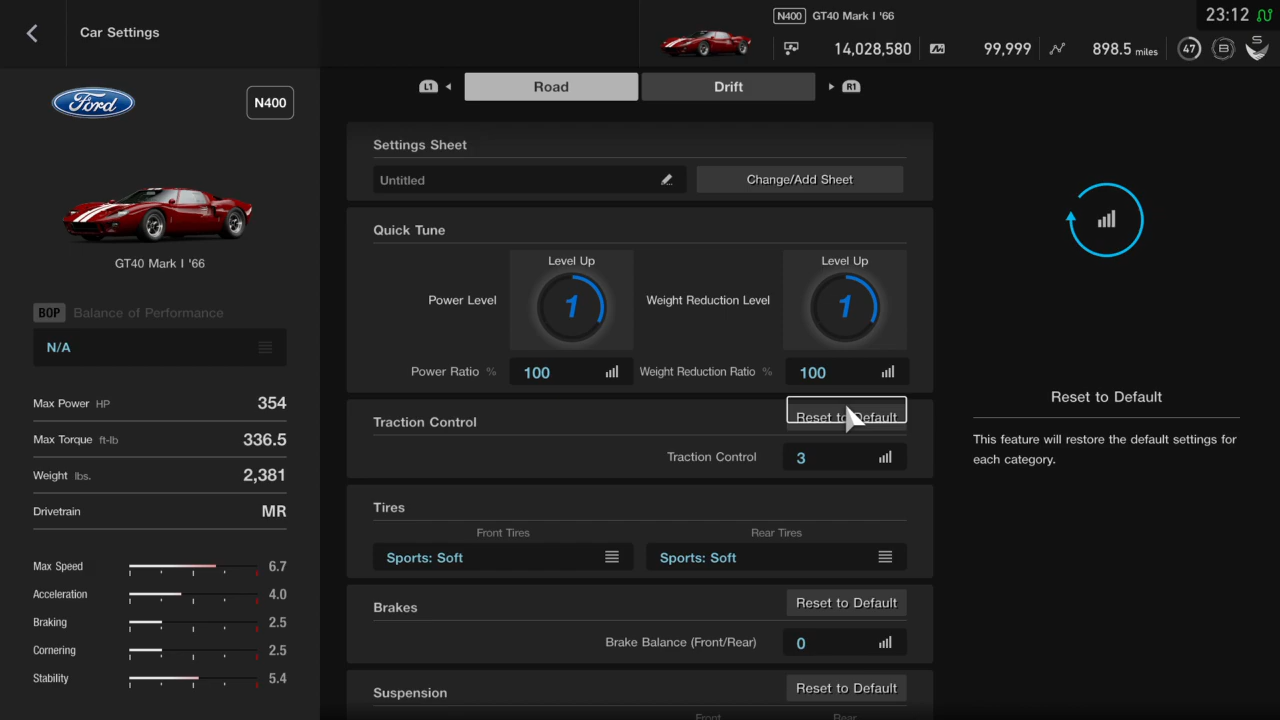 Car Settings
N400 GT40 Mark I '66
23:12
14,028,580
99,999
898.5 miles
47
B
S
Ford
N400
GT40 Mark I '66
BOP Balance of Performance
N/A
Max Power HP 354
Max Torque ft-lb 336.5
Weight lbs. 2,381
Drivetrain MR
Max Speed 6.7
Acceleration 4.0
Braking 2.5
Cornering 2.5
Stability 5.4
L1 Road Drift R1
Settings Sheet
Untitled Change/Add Sheet
Quick Tune
Level Up Level Up
Power Level 1 Weight Reduction Level 1
Power Ratio % 100 Weight Reduction Ratio % 100
Traction Control Reset to Default
Traction Control 3
Tires
Front Tires Rear Tires
Sports: Soft Sports: Soft
Brakes Reset to Default
Brake Balance (Front/Rear) 0
Suspension Reset to Default
Front Rear
Reset to Default
This feature will restore the default settings for
each category.